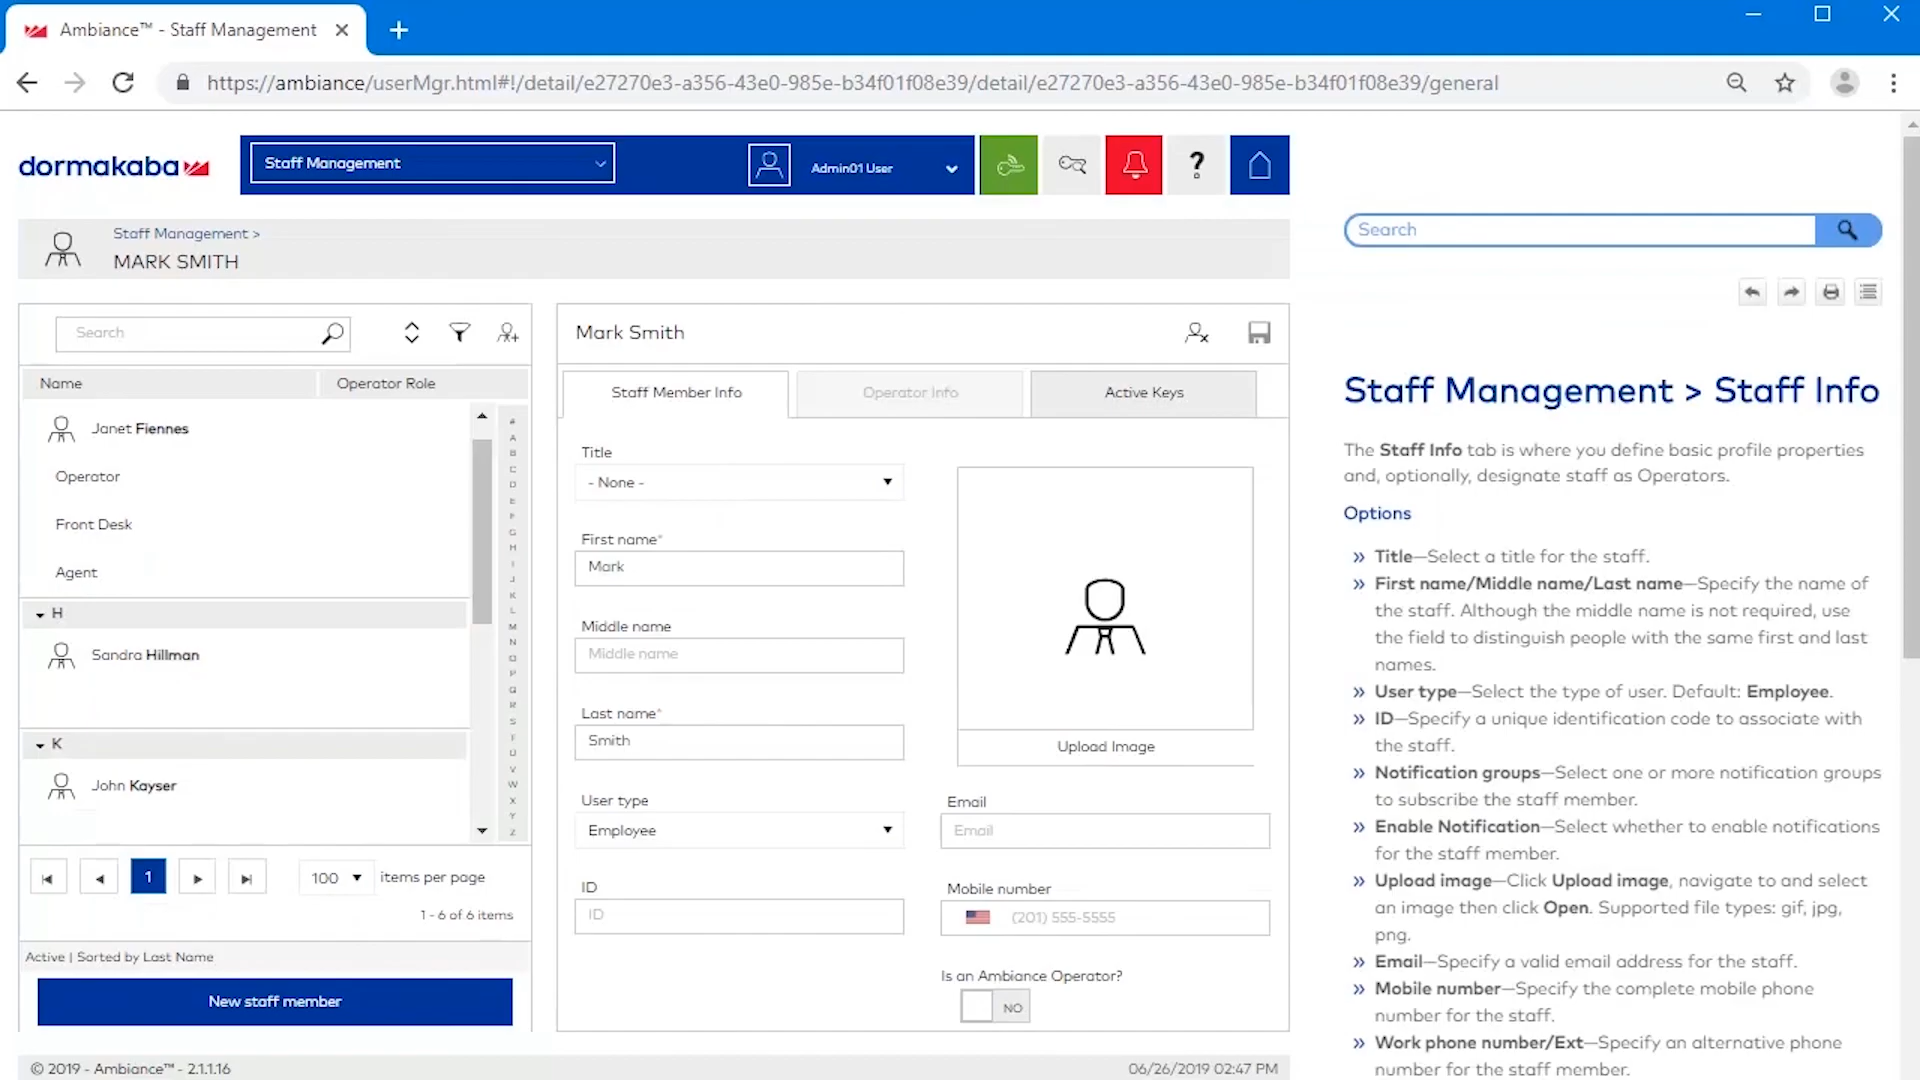 Ambiance™ - Staff Management
https://ambiance/userMgr.html#!/detail/e27270e3-a356-43e0-985e-b34f01f08e39/detail/e27270e3-a356-43e0-985e-b34f01f08e39/general
dormakaba
Staff Management
Admin01 User
?
Staff Management >
MARK SMITH
Search
Name
Operator Role
Janet Fiennes
Operator
Front Desk
Agent
H
Sandra Hillman
K
John Kayser
#
A
B
C
D
E
F
G
H
I
J
K
L
M
N
O
P
Q
R
S
T
U
V
W
X
Y
Z
1
100
items per page
1 - 6 of 6 items
Active | Sorted by Last Name
New staff member
Mark Smith
Staff Member Info
Operator Info
Active Keys
Title
- None -
First name*
Mark
Middle name
Middle name
Last name*
Smith
User type
Employee
ID
ID
Upload Image
Email
Email
Mobile number
(201) 555-5555
Is an Ambiance Operator?
NO
© 2019 - Ambiance™ - 2.1.1.16
06/26/2019 02:47 PM
Search
Staff Management > Staff Info
The Staff Info tab is where you define basic profile properties
and, optionally, designate staff as Operators.
Options
» Title—Select a title for the staff.
» First name/Middle name/Last name—Specify the name of
the staff. Although the middle name is not required, use
the field to distinguish people with the same first and last
names.
» User type—Select the type of user. Default: Employee.
» ID—Specify a unique identification code to associate with
the staff.
» Notification groups—Select one or more notification groups
to subscribe the staff member.
» Enable Notification—Select whether to enable notifications
for the staff member.
» Upload image—Click Upload image, navigate to and select
an image then click Open. Supported file types: gif, jpg,
png.
» Email—Specify a valid email address for the staff.
» Mobile number—Specify the complete mobile phone
number for the staff.
» Work phone number/Ext—Specify an alternative phone
number for the staff member.